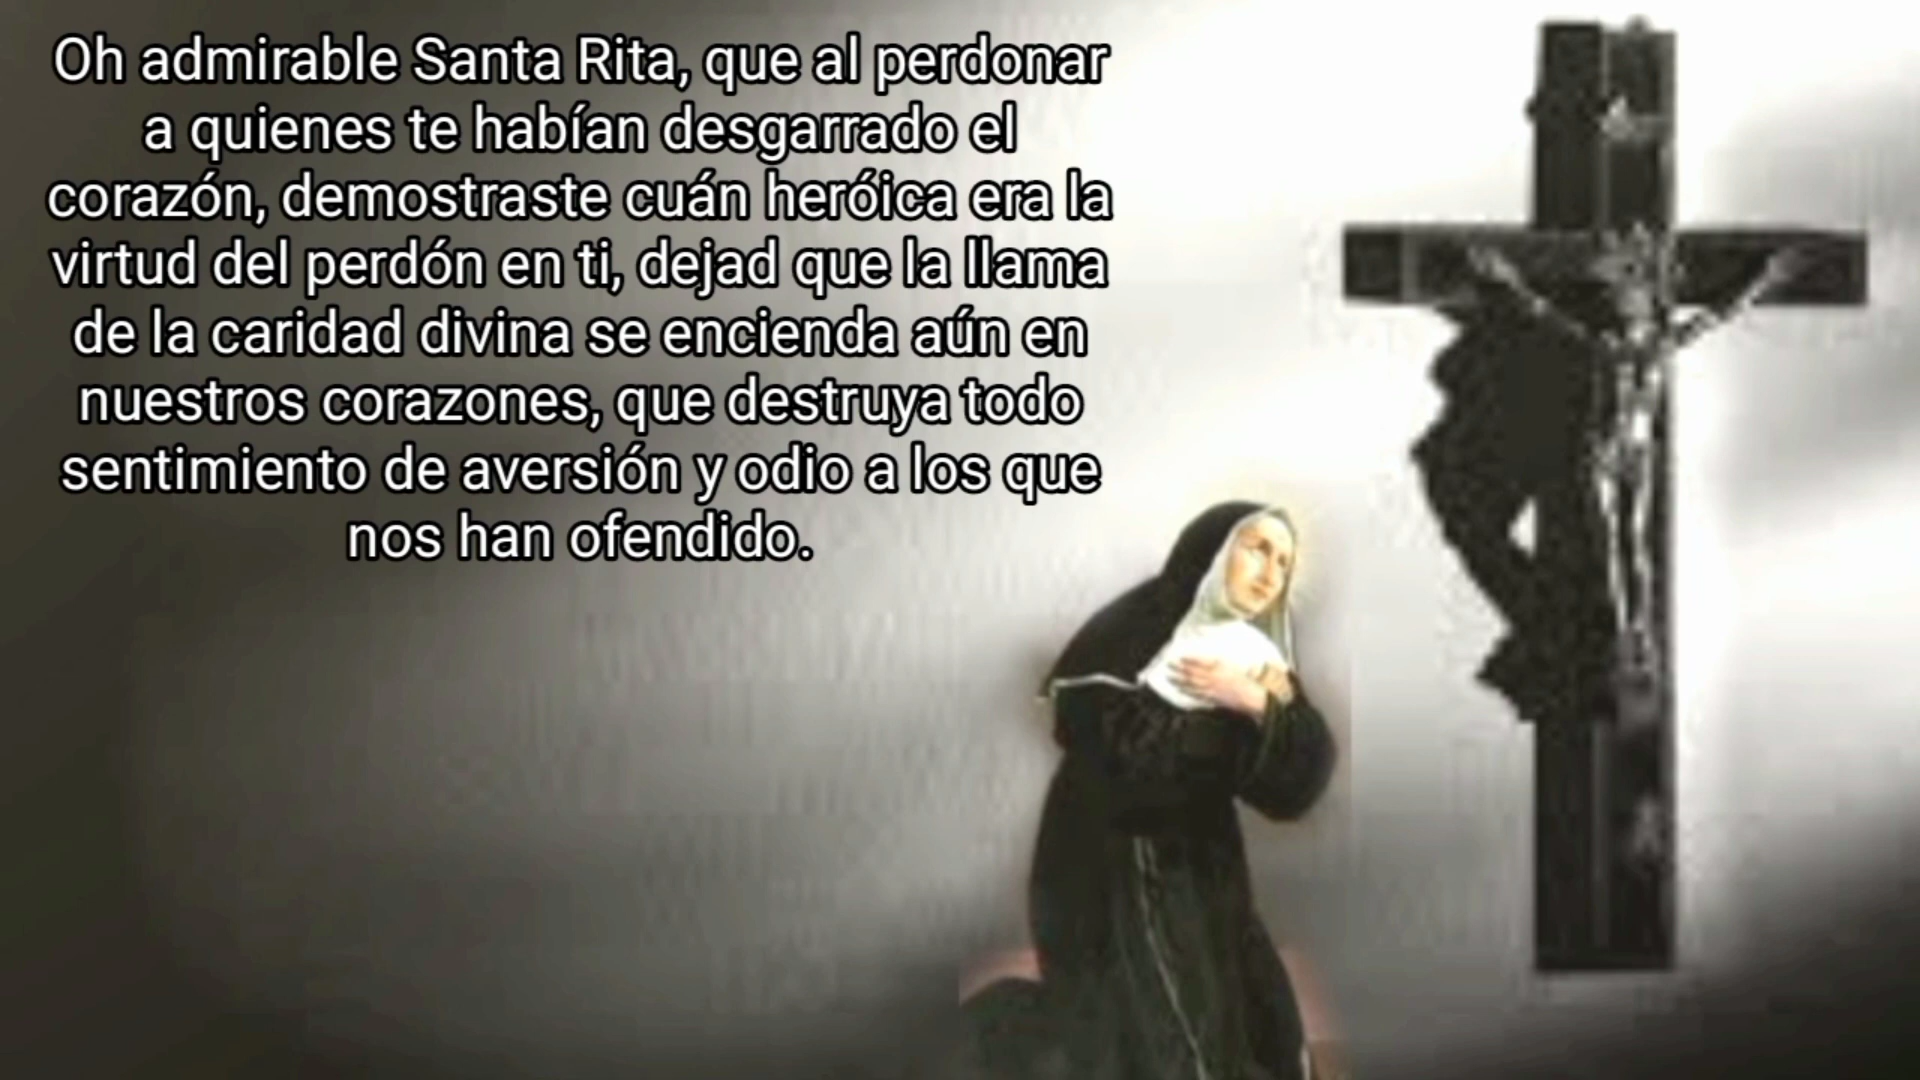 Oh admirable Santa Rita, que al perdonar
a quienes te habían desgarrado el
corazón, demostraste cuán heróica era la
virtud del perdón en ti, dejad que la llama
de la caridad divina se encienda aún en
nuestros corazones, que destruya todo
sentimiento de aversión y odio a los que
nos han ofendido.